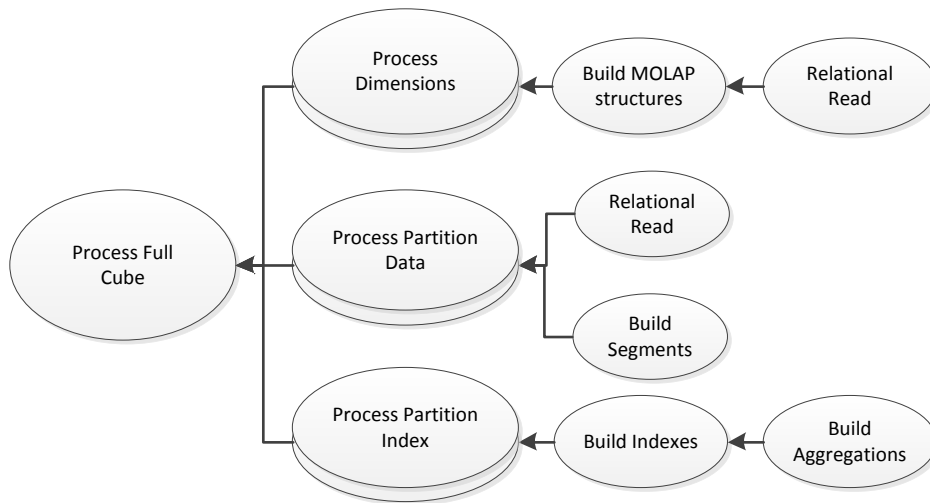 Process
Dimensions
Build MOLAP
structures
Relational
Read
Process Full
Cube
Process Partition
Data
Relational
Read
Build
Segments
Process Partition
Index
Build Indexes
Build
Aggregations